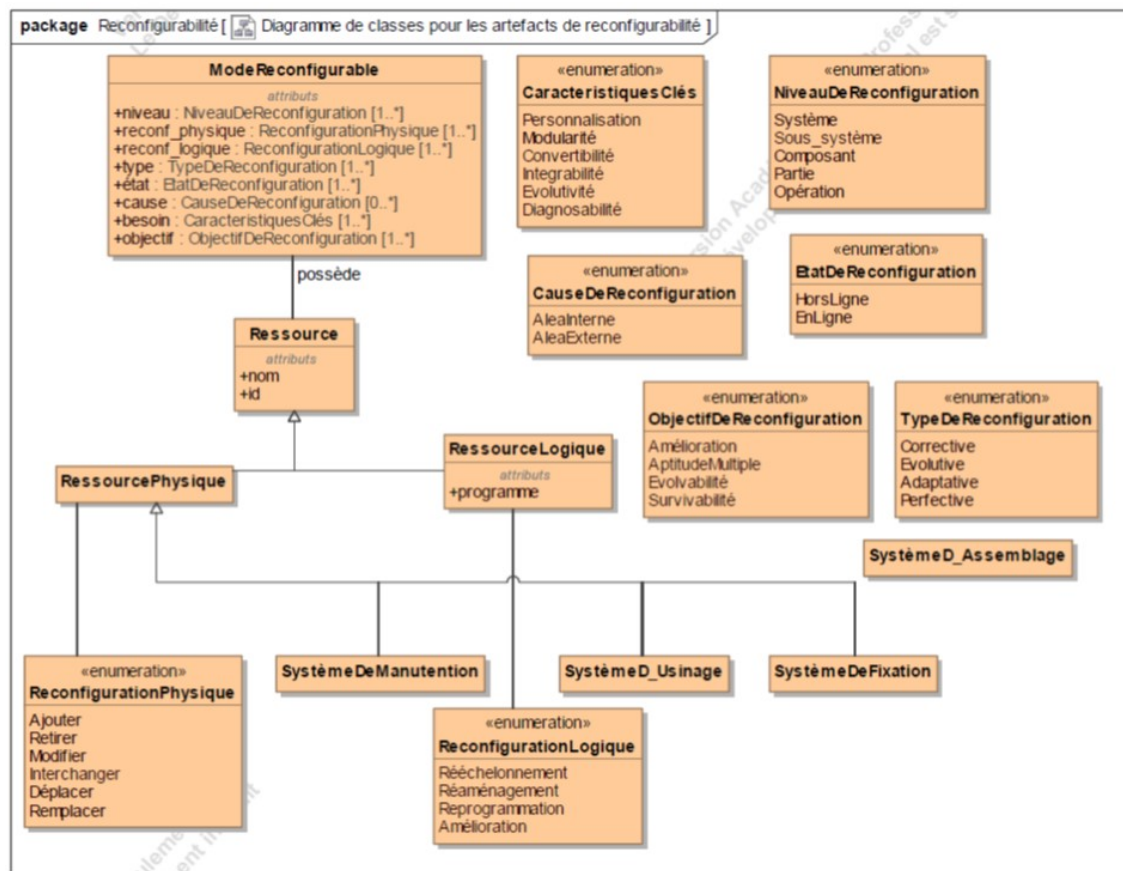 package Reconfigurabilité [ Diagramme de classes pour les artefacts de reconfigurabilité ]
ModeReconfigurable
attributs
+niveau : NiveauDeReconfiguration [1..*]
+reconf_physique : ReconfigurationPhysique [1..*]
+reconf_logique : ReconfigurationLogique [1..*]
+type : TypeDeReconfiguration [1..*]
+état : EtatDeReconfiguration [1..*]
+cause : CauseDeReconfiguration [0..*]
+besoin : CaracteristiquesClés [1..*]
+objectif : ObjectifDeReconfiguration [1..*]
«enumeration»
CaracteristiquesClés
Personnalisation
Modularité
Convertibilité
Integrabilité
Evolutivité
Diagnosabilité
«enumeration»
NiveauDeReconfiguration
Système
Sous_système
Composant
Partie
Opération
«enumeration»
CauseDeReconfiguration
AleaInterne
AleaExterne
«enumeration»
EtatDeReconfiguration
HorsLigne
EnLigne
possède
Ressource
attributs
+nom
+id
«enumeration»
ObjectifDeReconfiguration
Amélioration
AptitudeMultiple
Evolvabilité
Survivabilité
«enumeration»
TypeDeReconfiguration
Corrective
Evolutive
Adaptative
Perfective
RessourcePhysique
RessourceLogique
attributs
+programme
SystèmeD_Assemblage
«enumeration»
ReconfigurationPhysique
Ajouter
Retirer
Modifier
Interchanger
Déplacer
Remplacer
SystèmeDeManutention
SystèmeD_Usinage
SystèmeDeFixation
«enumeration»
ReconfigurationLogique
Rééchelonnement
Réaménagement
Reprogrammation
Amélioration